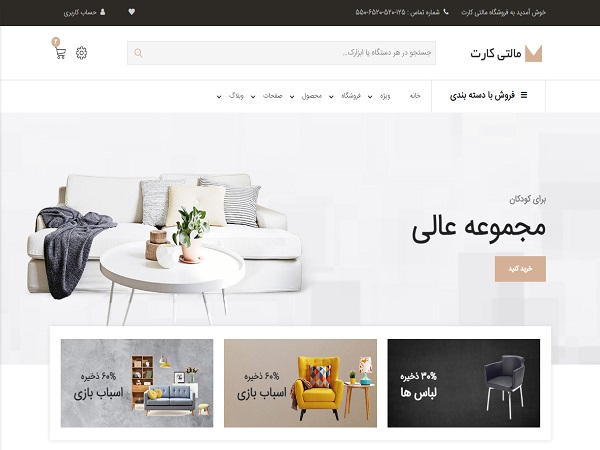 خوش آمدید به فروشگاه مالتی کارت
شماره تماس : ۱۲۵-۵۲۰-۶۵۲۰-۵۵۰
حساب کاربری
مالتی کارت
جستجو در هر دستگاه یا ابزارک...
۲
فروش با دسته بندی
خانه
ویژه
فروشگاه
محصول
صفحات
وبلاگ
برای کودکان
مجموعه عالی
خرید کنید
۳۰% ذخیره
لباس ها
۶۰% ذخیره
اسباب بازی
۶۰% ذخیره
اسباب بازی